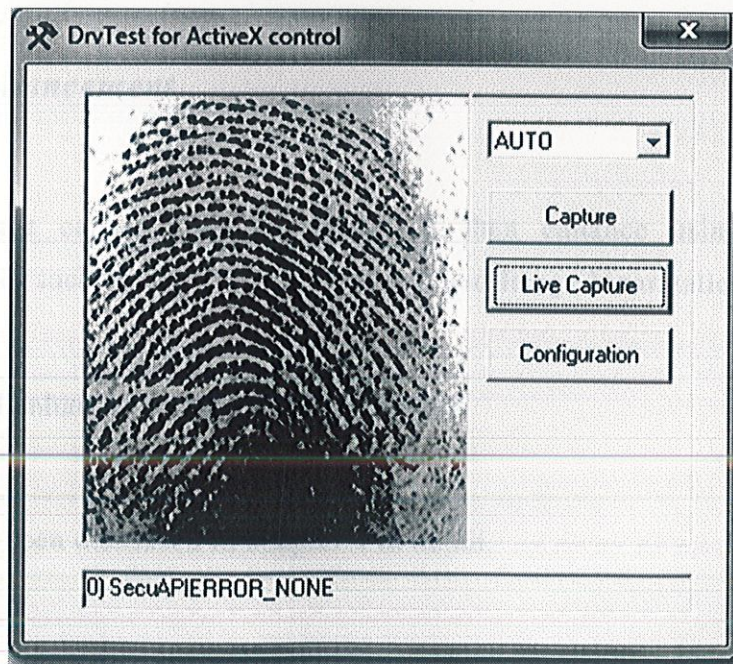 DrvTest for ActiveX control
AUTO
Capture
Live Capture
Configuration
0) SecuAPIERROR_NONE